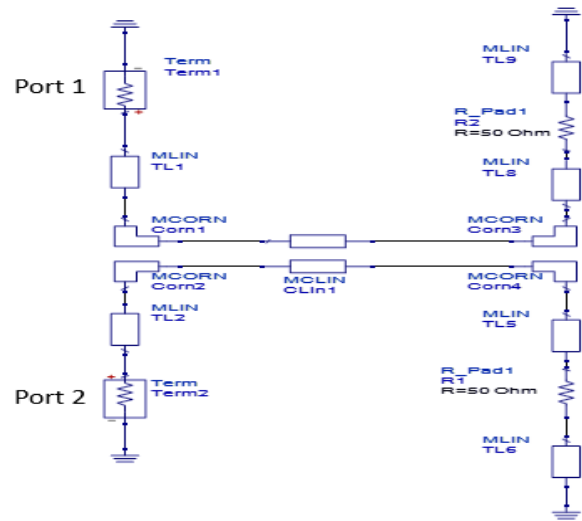 Port 1
Term
Term1
MLIN
TL1
MCORN
Corn1
MCORN
Corn2
MLIN
TL2
Port 2
Term
Term2
MCLIN
CLin1
MLIN
TL9
R_Pad1
R2
R=50 Ohm
MLIN
TL8
MCORN
Corn3
MCORN
Corn4
MLIN
TL5
R_Pad1
R1
R=50 Ohm
MLIN
TL6